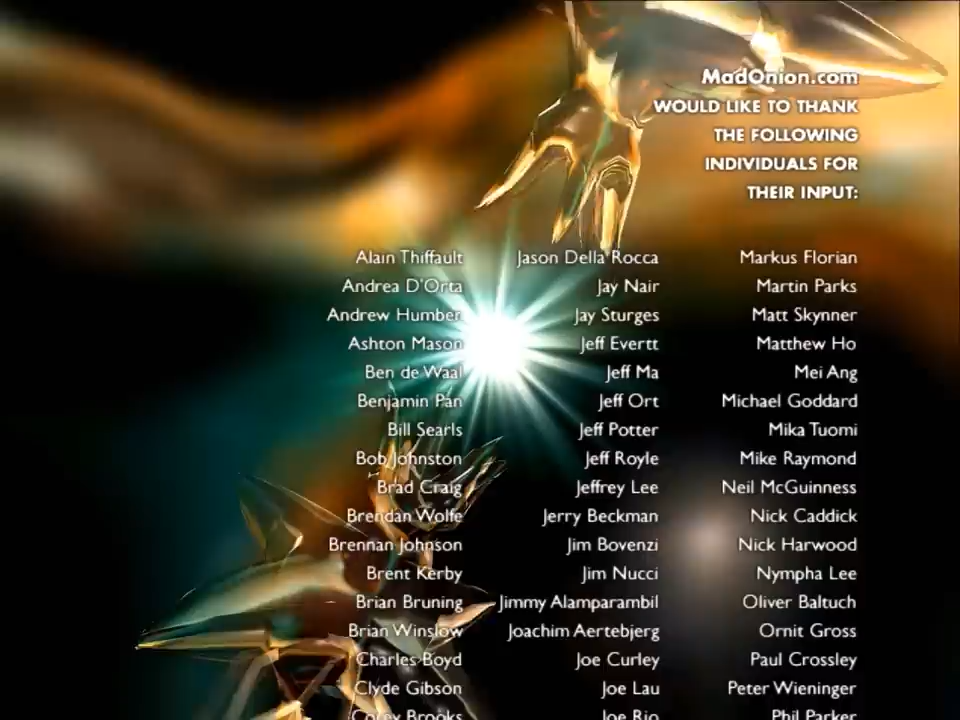 MadOnion.com
WOULD LIKE TO THANK
THE FOLLOWING
INDIVIDUALS FOR
THEIR INPUT:
Alain Thiffault Jason Della Rocca Markus Florian
Andrea D'Orta Jay Nair Martin Parks
Andrew Humber Jay Sturges Matt Skynner
Ashton Mason Jeff Evertt Matthew Ho
Ben de Waal Jeff Ma Mei Ang
Benjamin Pan Jeff Ort Michael Goddard
Bill Searls Jeff Potter Mika Tuomi
Bob Johnston Jeff Royle Mike Raymond
Brad Craig Jeffrey Lee Neil McGuinness
Brendan Wolfe Jerry Beckman Nick Caddick
Brennan Johnson Jim Bovenzi Nick Harwood
Brent Kerby Jim Nucci Nympha Lee
Brian Bruning Jimmy Alamparambil Oliver Baltuch
Brian Winslow Joachim Aertebjerg Ornit Gross
Charles Boyd Joe Curley Paul Crossley
Clyde Gibson Joe Lau Peter Wieninger
Corey Brooks Joe Rio Phil Parker